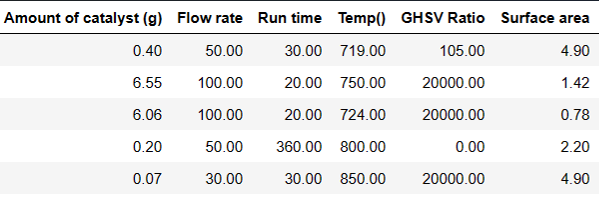 Amount of catalyst (g) Flow rate Run time Temp() GHSV Ratio Surface area
0.40 50.00 30.00 719.00 105.00 4.90
6.55 100.00 20.00 750.00 20000.00 1.42
6.06 100.00 20.00 724.00 20000.00 0.78
0.20 50.00 360.00 800.00 0.00 2.20
0.07 30.00 30.00 850.00 20000.00 4.90